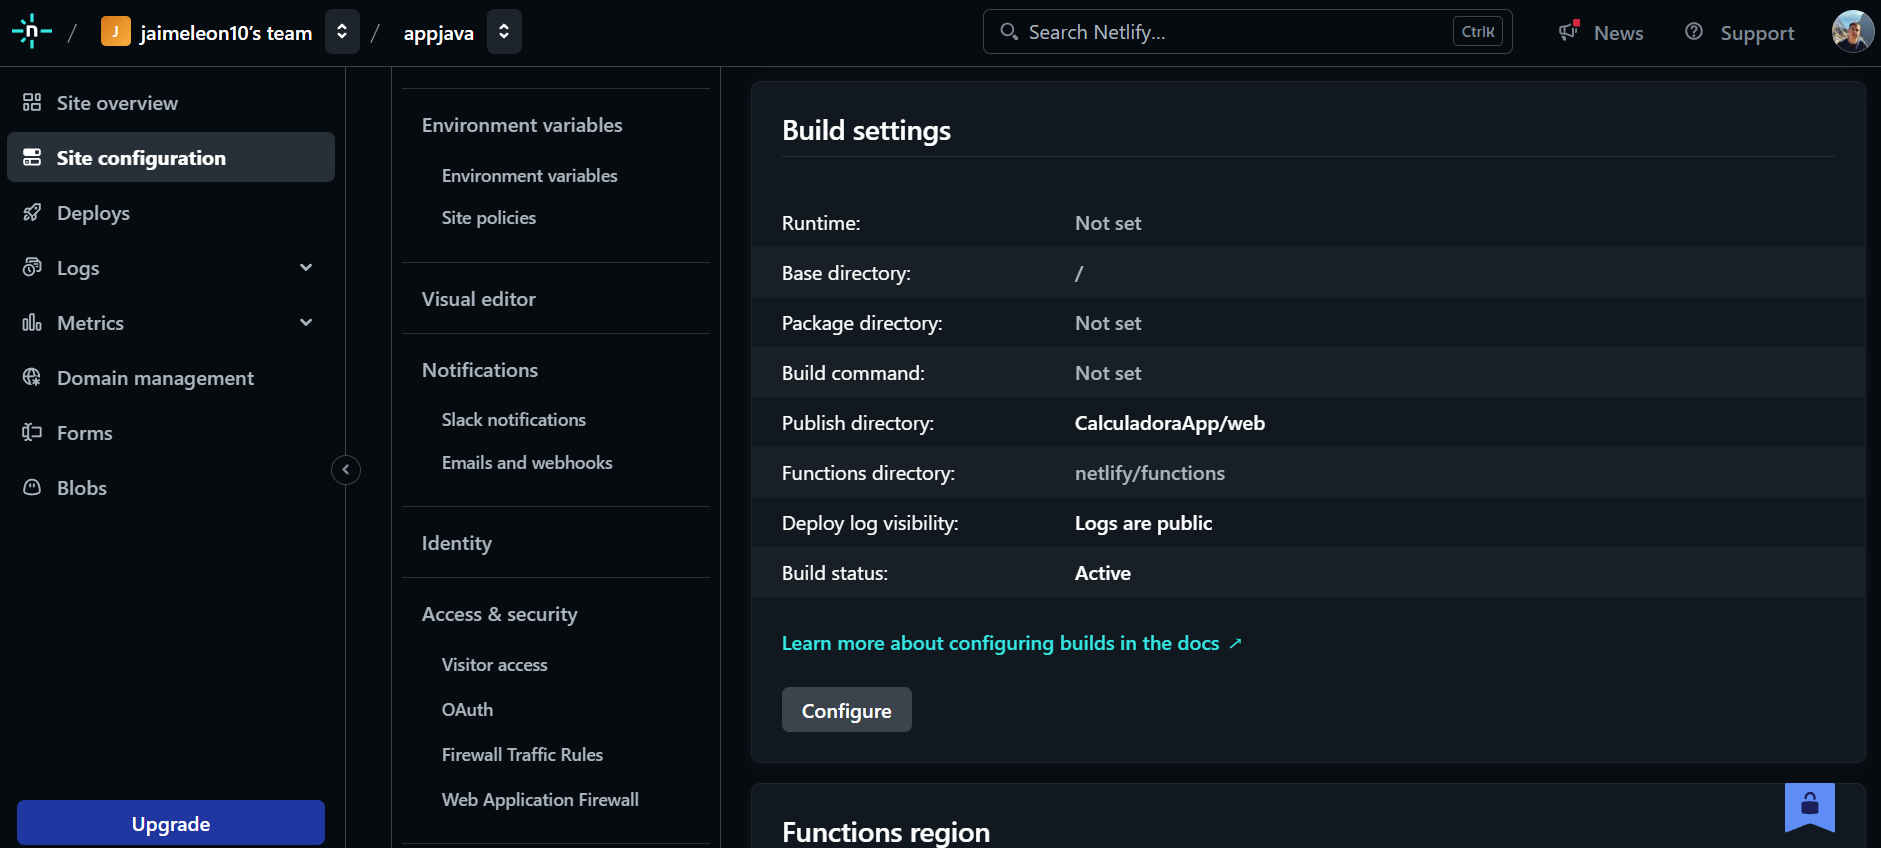 n / J jaimeleon10's team / appjava
Search Netlify... CtrlK
News
Support
Site overview
Site configuration
Deploys
Logs
Metrics
Domain management
Forms
Blobs
Upgrade
Environment variables
Environment variables
Site policies
Visual editor
Notifications
Slack notifications
Emails and webhooks
Identity
Access & security
Visitor access
OAuth
Firewall Traffic Rules
Web Application Firewall
Build settings
Runtime: Not set
Base directory: /
Package directory: Not set
Build command: Not set
Publish directory: CalculadoraApp/web
Functions directory: netlify/functions
Deploy log visibility: Logs are public
Build status: Active
Learn more about configuring builds in the docs ↗
Configure
Functions region